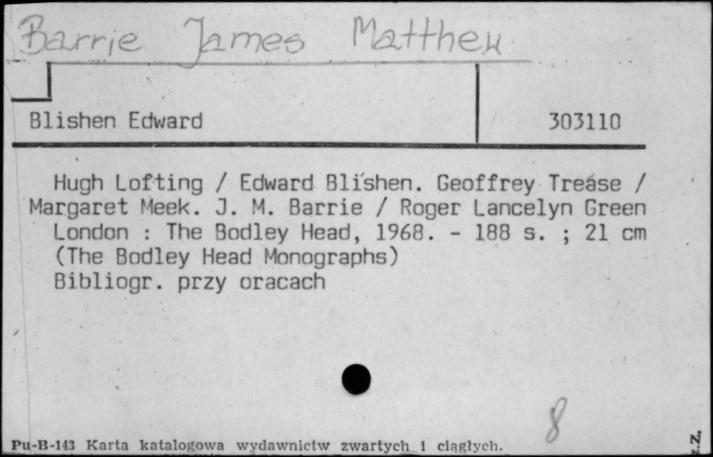 Barrie James Matthew
Blishen Edward 303110
Hugh Lofting / Edward Blishen. Geoffrey Trease /
Margaret Meek. J. M. Barrie / Roger Lancelyn Green
London : The Bodley Head, 1968. - 188 s. ; 21 cm
(The Bodley Head Monographs)
Bibliogr. przy oracach
8
Pu-B-143 Karta katalogowa wydawnictw zwartych i ciągłych.
z.Z.